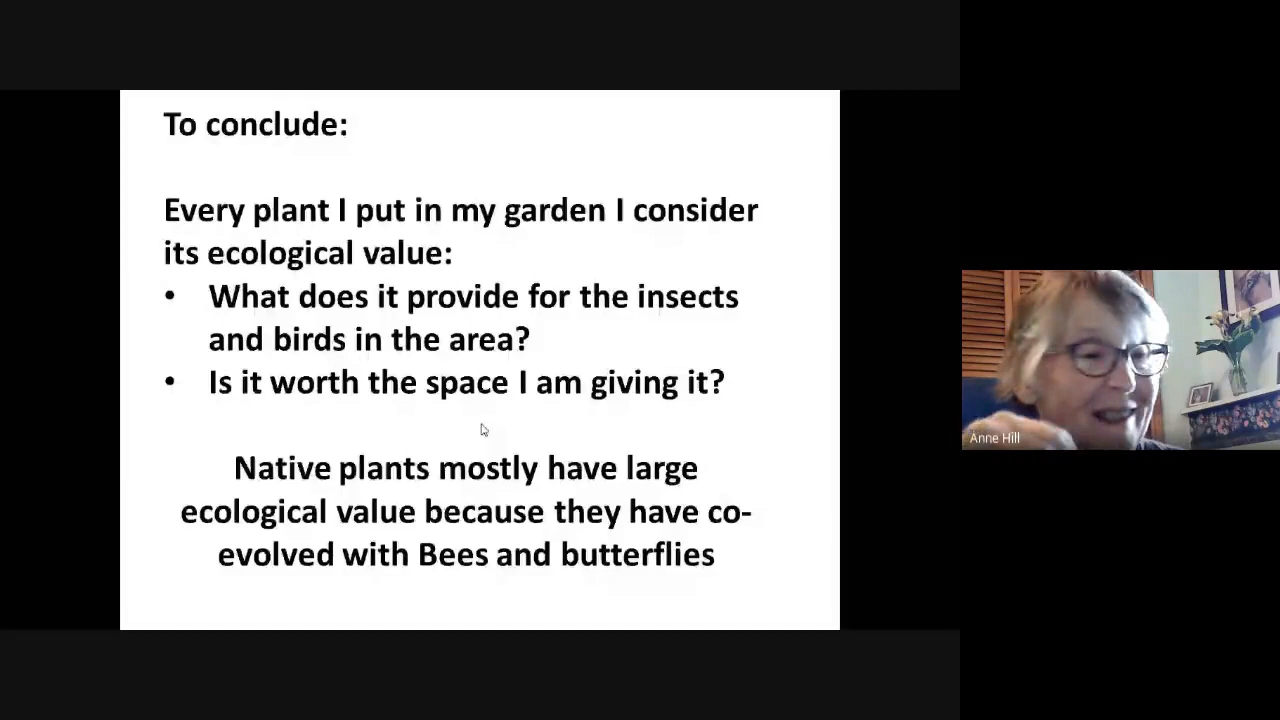 To conclude:
Every plant I put in my garden I consider
its ecological value:
• What does it provide for the insects
and birds in the area?
• Is it worth the space I am giving it?
Native plants mostly have large
ecological value because they have co-
evolved with Bees and butterflies
Anne Hill